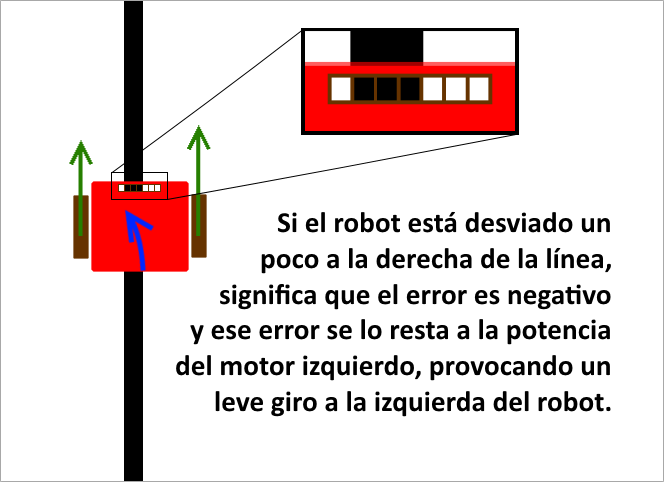 Si el robot está desviado un
poco a la derecha de la línea,
significa que el error es negativo
y ese error se lo resta a la potencia
del motor izquierdo, provocando un
leve giro a la izquierda del robot.